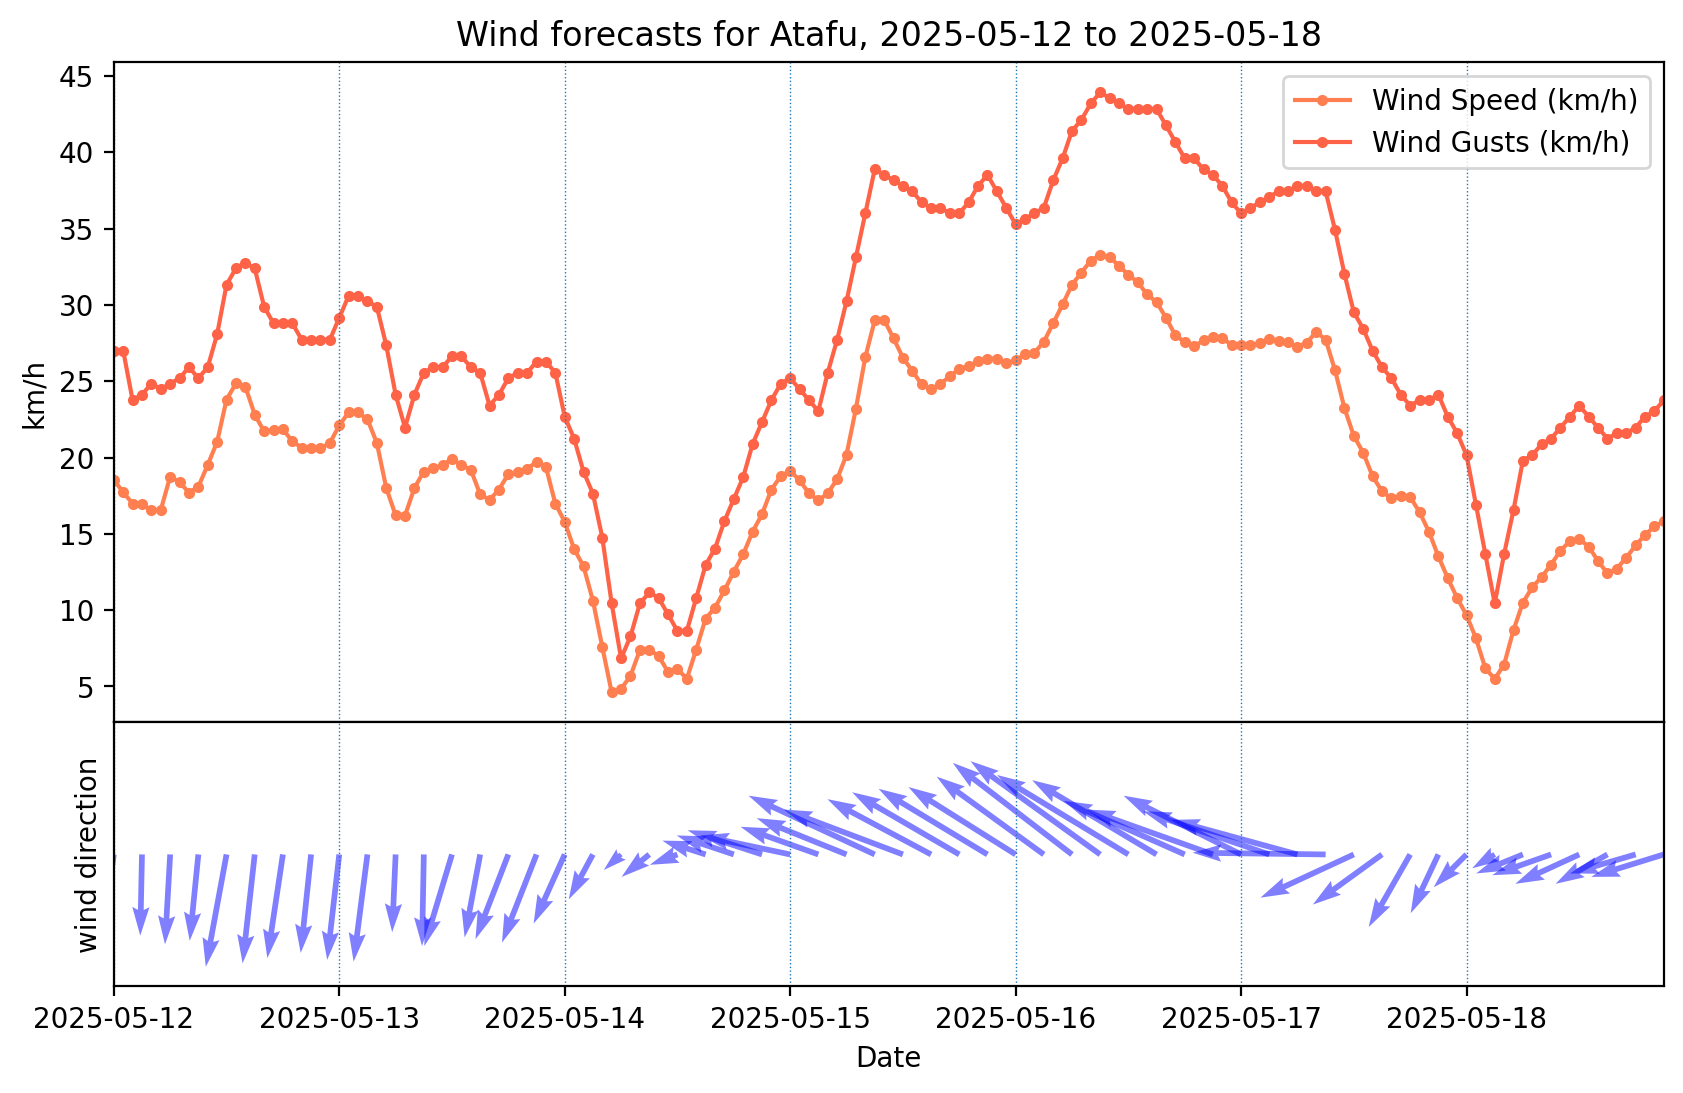 Wind forecasts for Atafu, 2025-05-12 to 2025-05-18
45
40
35
30
25
20
15
10
5
km/h
Wind Speed (km/h)
Wind Gusts (km/h)
wind direction
2025-05-12
2025-05-13
2025-05-14
2025-05-15
2025-05-16
2025-05-17
2025-05-18
Date